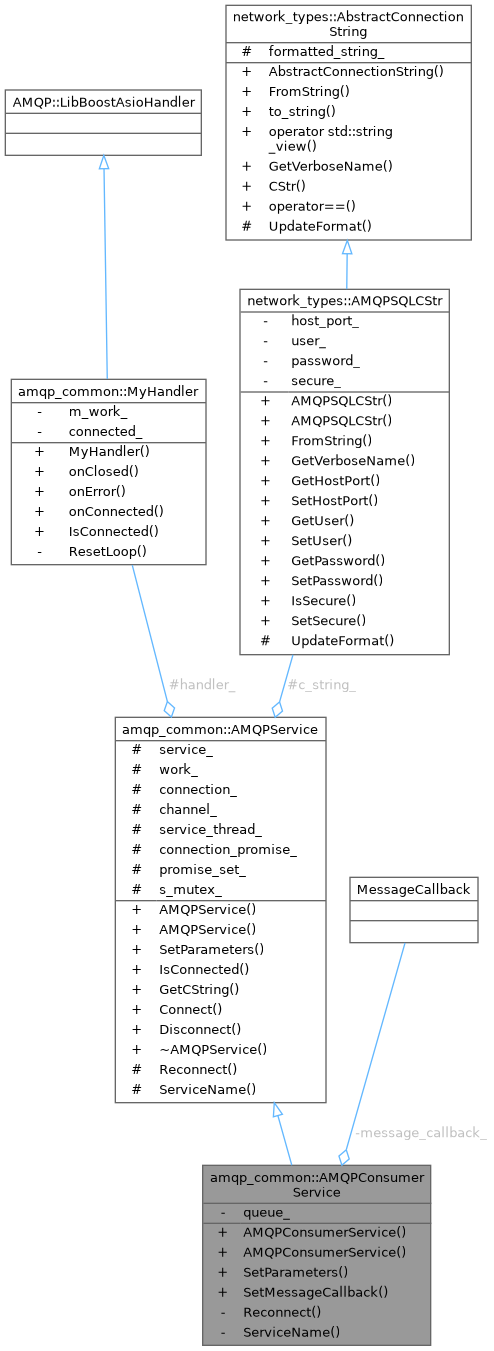 network_types::AbstractConnection
String
# formatted_string_
+ AbstractConnectionString()
+ FromString()
+ to_string()
+ operator std::string
_view()
+ GetVerboseName()
+ CStr()
+ operator==()
# UpdateFormat()
AMQP::LibBoostAsioHandler
network_types::AMQPSQLCStr
- host_port_
- user_
- password_
- secure_
+ AMQPSQLCStr()
+ AMQPSQLCStr()
+ FromString()
+ GetVerboseName()
+ GetHostPort()
+ SetHostPort()
+ GetUser()
+ SetUser()
+ GetPassword()
+ SetPassword()
+ IsSecure()
+ SetSecure()
# UpdateFormat()
amqp_common::MyHandler
- m_work_
- connected_
+ MyHandler()
+ onClosed()
+ onError()
+ onConnected()
+ IsConnected()
- ResetLoop()
#handler_
#c_string_
amqp_common::AMQPService
# service_
# work_
# connection_
# channel_
# service_thread_
# connection_promise_
# promise_set_
# s_mutex_
+ AMQPService()
+ AMQPService()
+ SetParameters()
+ IsConnected()
+ GetCString()
+ Connect()
+ Disconnect()
+ ~AMQPService()
# Reconnect()
# ServiceName()
MessageCallback
-message_callback_
amqp_common::AMQPConsumer
Service
- queue_
+ AMQPConsumerService()
+ AMQPConsumerService()
+ SetParameters()
+ SetMessageCallback()
- Reconnect()
- ServiceName()